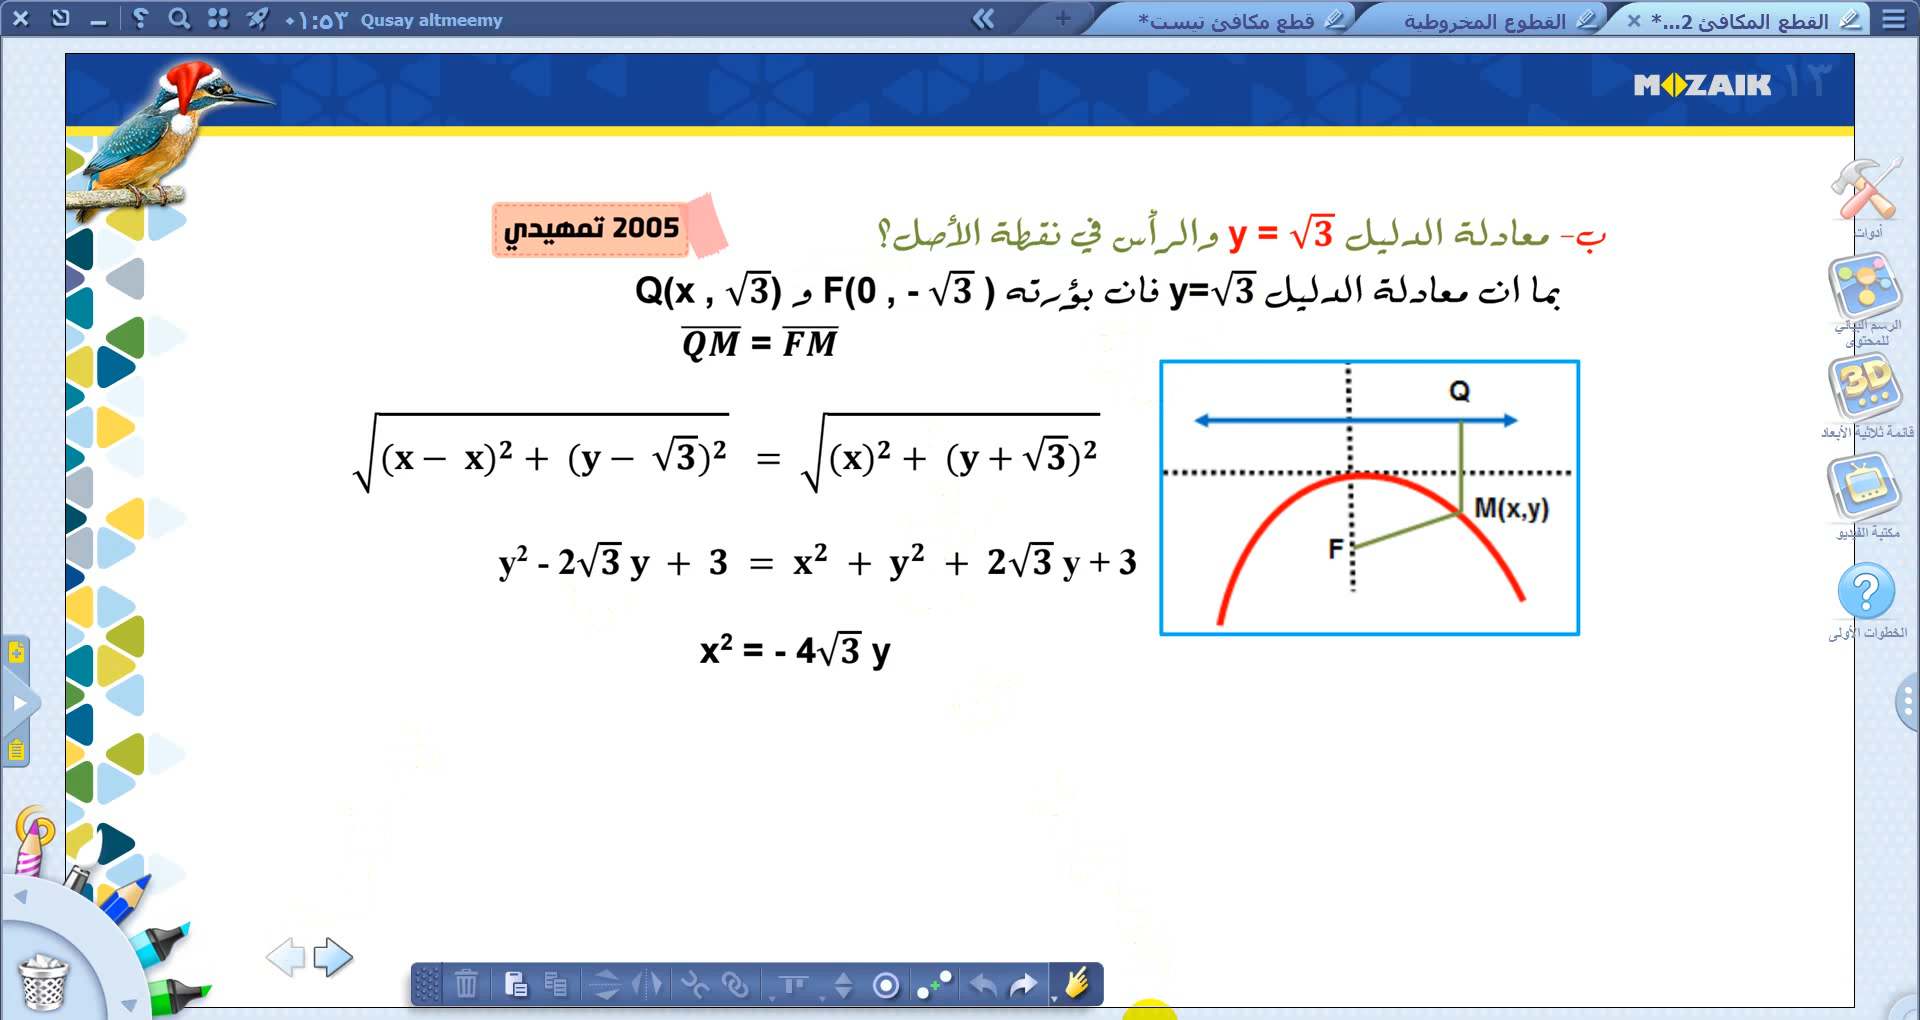 ٠١:٥٣ Qusay altmeemy
قطع مكافئ تيست*
القطوع المخروطية
القطع المكافئ 2...*
MOZAIK ١٣
ب- معادلة الدليل y = √3 والرأس في نقطة الأصل؟
2005 تمهيدي
بما ان معادلة الدليل y=√3 فان بؤرته F(0 , - √3 ) و Q(x , √3)
QM = FM
√(x − x)² + (y − √3)² = √(x)² + (y + √3)²
y² - 2√3 y + 3 = x² + y² + 2√3 y + 3
x² = - 4√3 y
Q
M(x,y)
F
أدوات
الرسم البياني
للمحتوى
3D
قائمة ثلاثية الأبعاد
مكتبة الفيديو
الخطوات الأولى